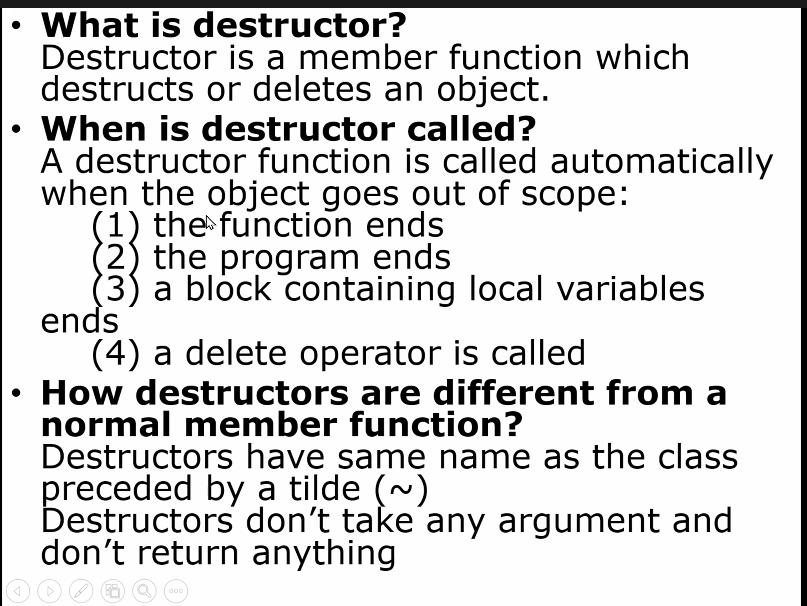 • What is destructor?
Destructor is a member function which
destructs or deletes an object.
• When is destructor called?
A destructor function is called automatically
when the object goes out of scope:
(1) the function ends
(2) the program ends
(3) a block containing local variables
ends
(4) a delete operator is called
• How destructors are different from a
normal member function?
Destructors have same name as the class
preceded by a tilde (~)
Destructors don’t take any argument and
don’t return anything